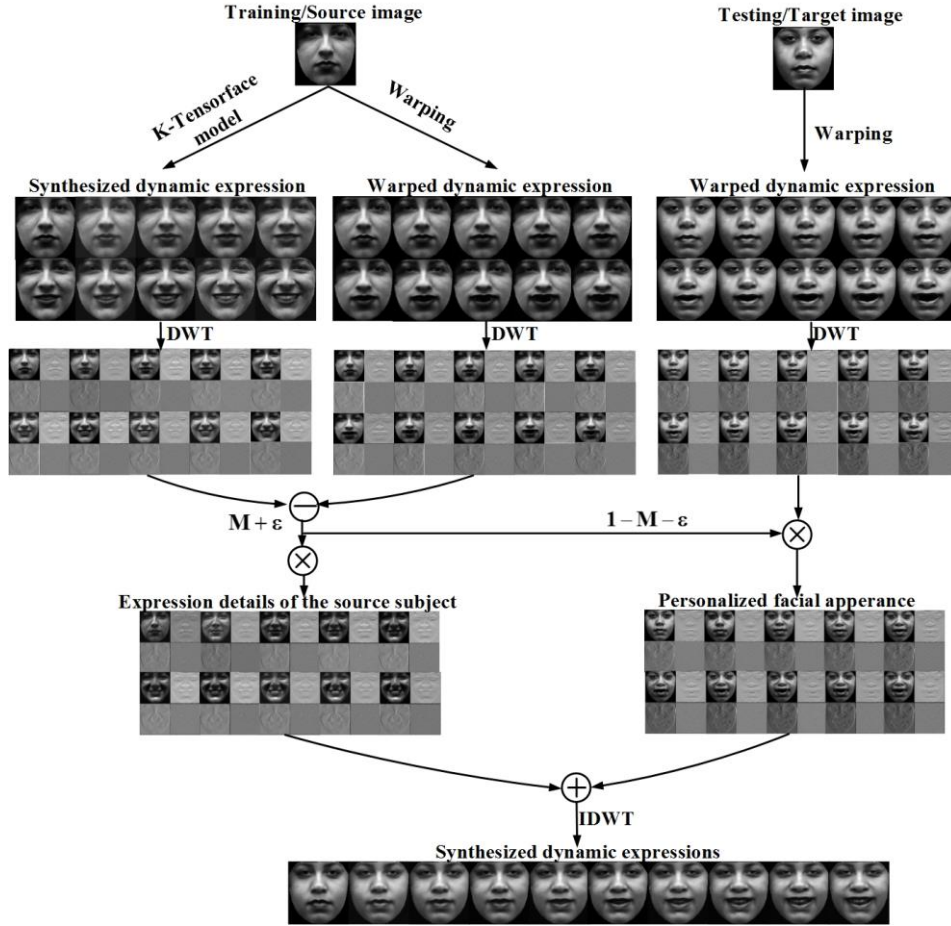 Training/Source image
Testing/Target image
K-Tensorface
model
Warping
Warping
Synthesized dynamic expression
Warped dynamic expression
Warped dynamic expression
DWT
DWT
DWT
M + ε
1 − M − ε
Expression details of the source subject
Personalized facial apperance
IDWT
Synthesized dynamic expressions